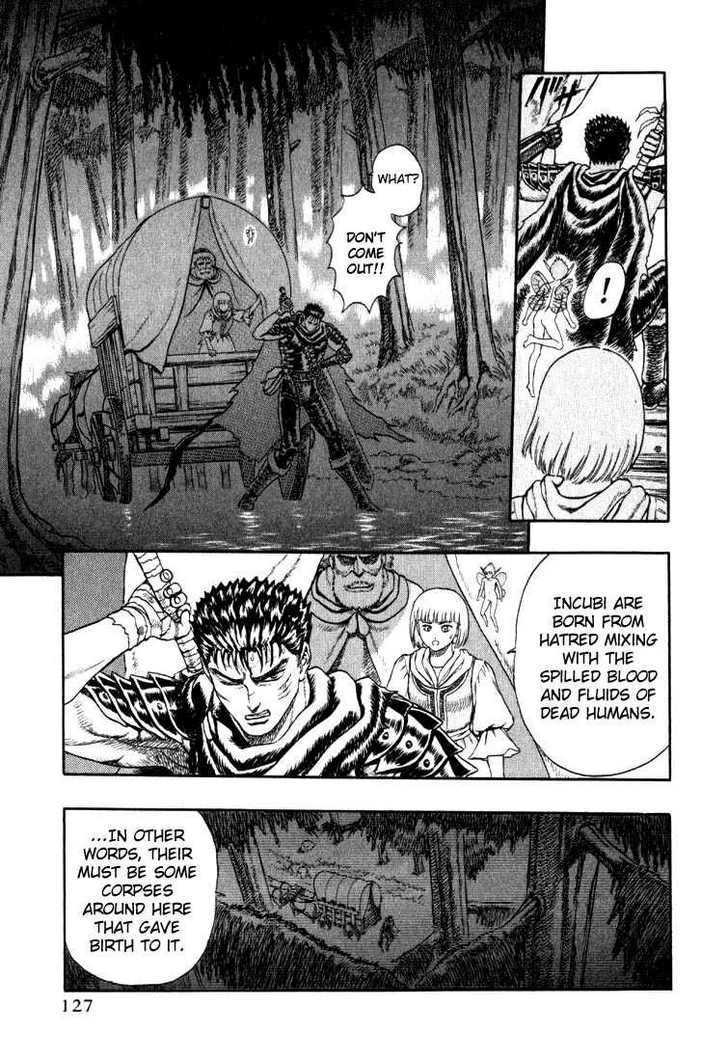 !
WHAT?
DON'T
COME
OUT!!
INCUBI ARE
BORN FROM
HATRED MIXING
WITH THE
SPILLED BLOOD
AND FLUIDS OF
DEAD HUMANS.
...IN OTHER
WORDS, THEIR
MUST BE SOME
CORPSES
AROUND HERE
THAT GAVE
BIRTH TO IT.
127